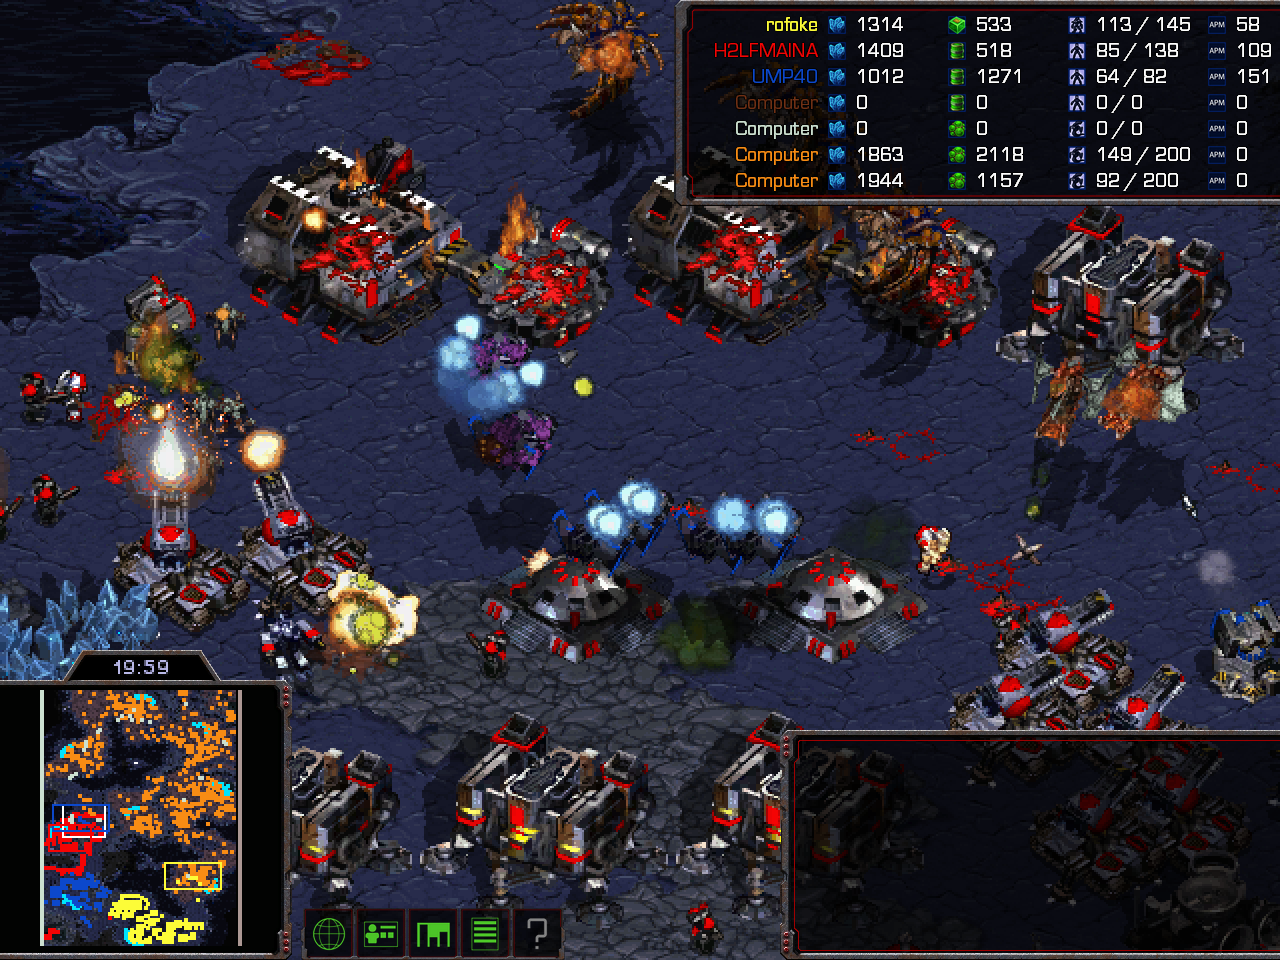 rofoke 1314 533 113 / 145 APM 58
H2LFMAINA 1409 518 85 / 138 APM 109
UMP40 1012 1271 64 / 82 APM 151
Computer 0 0 0 / 0 APM 0
Computer 0 0 0 / 0 APM 0
Computer 1863 2118 149 / 200 APM 0
Computer 1944 1157 92 / 200 APM 0
19:59
?